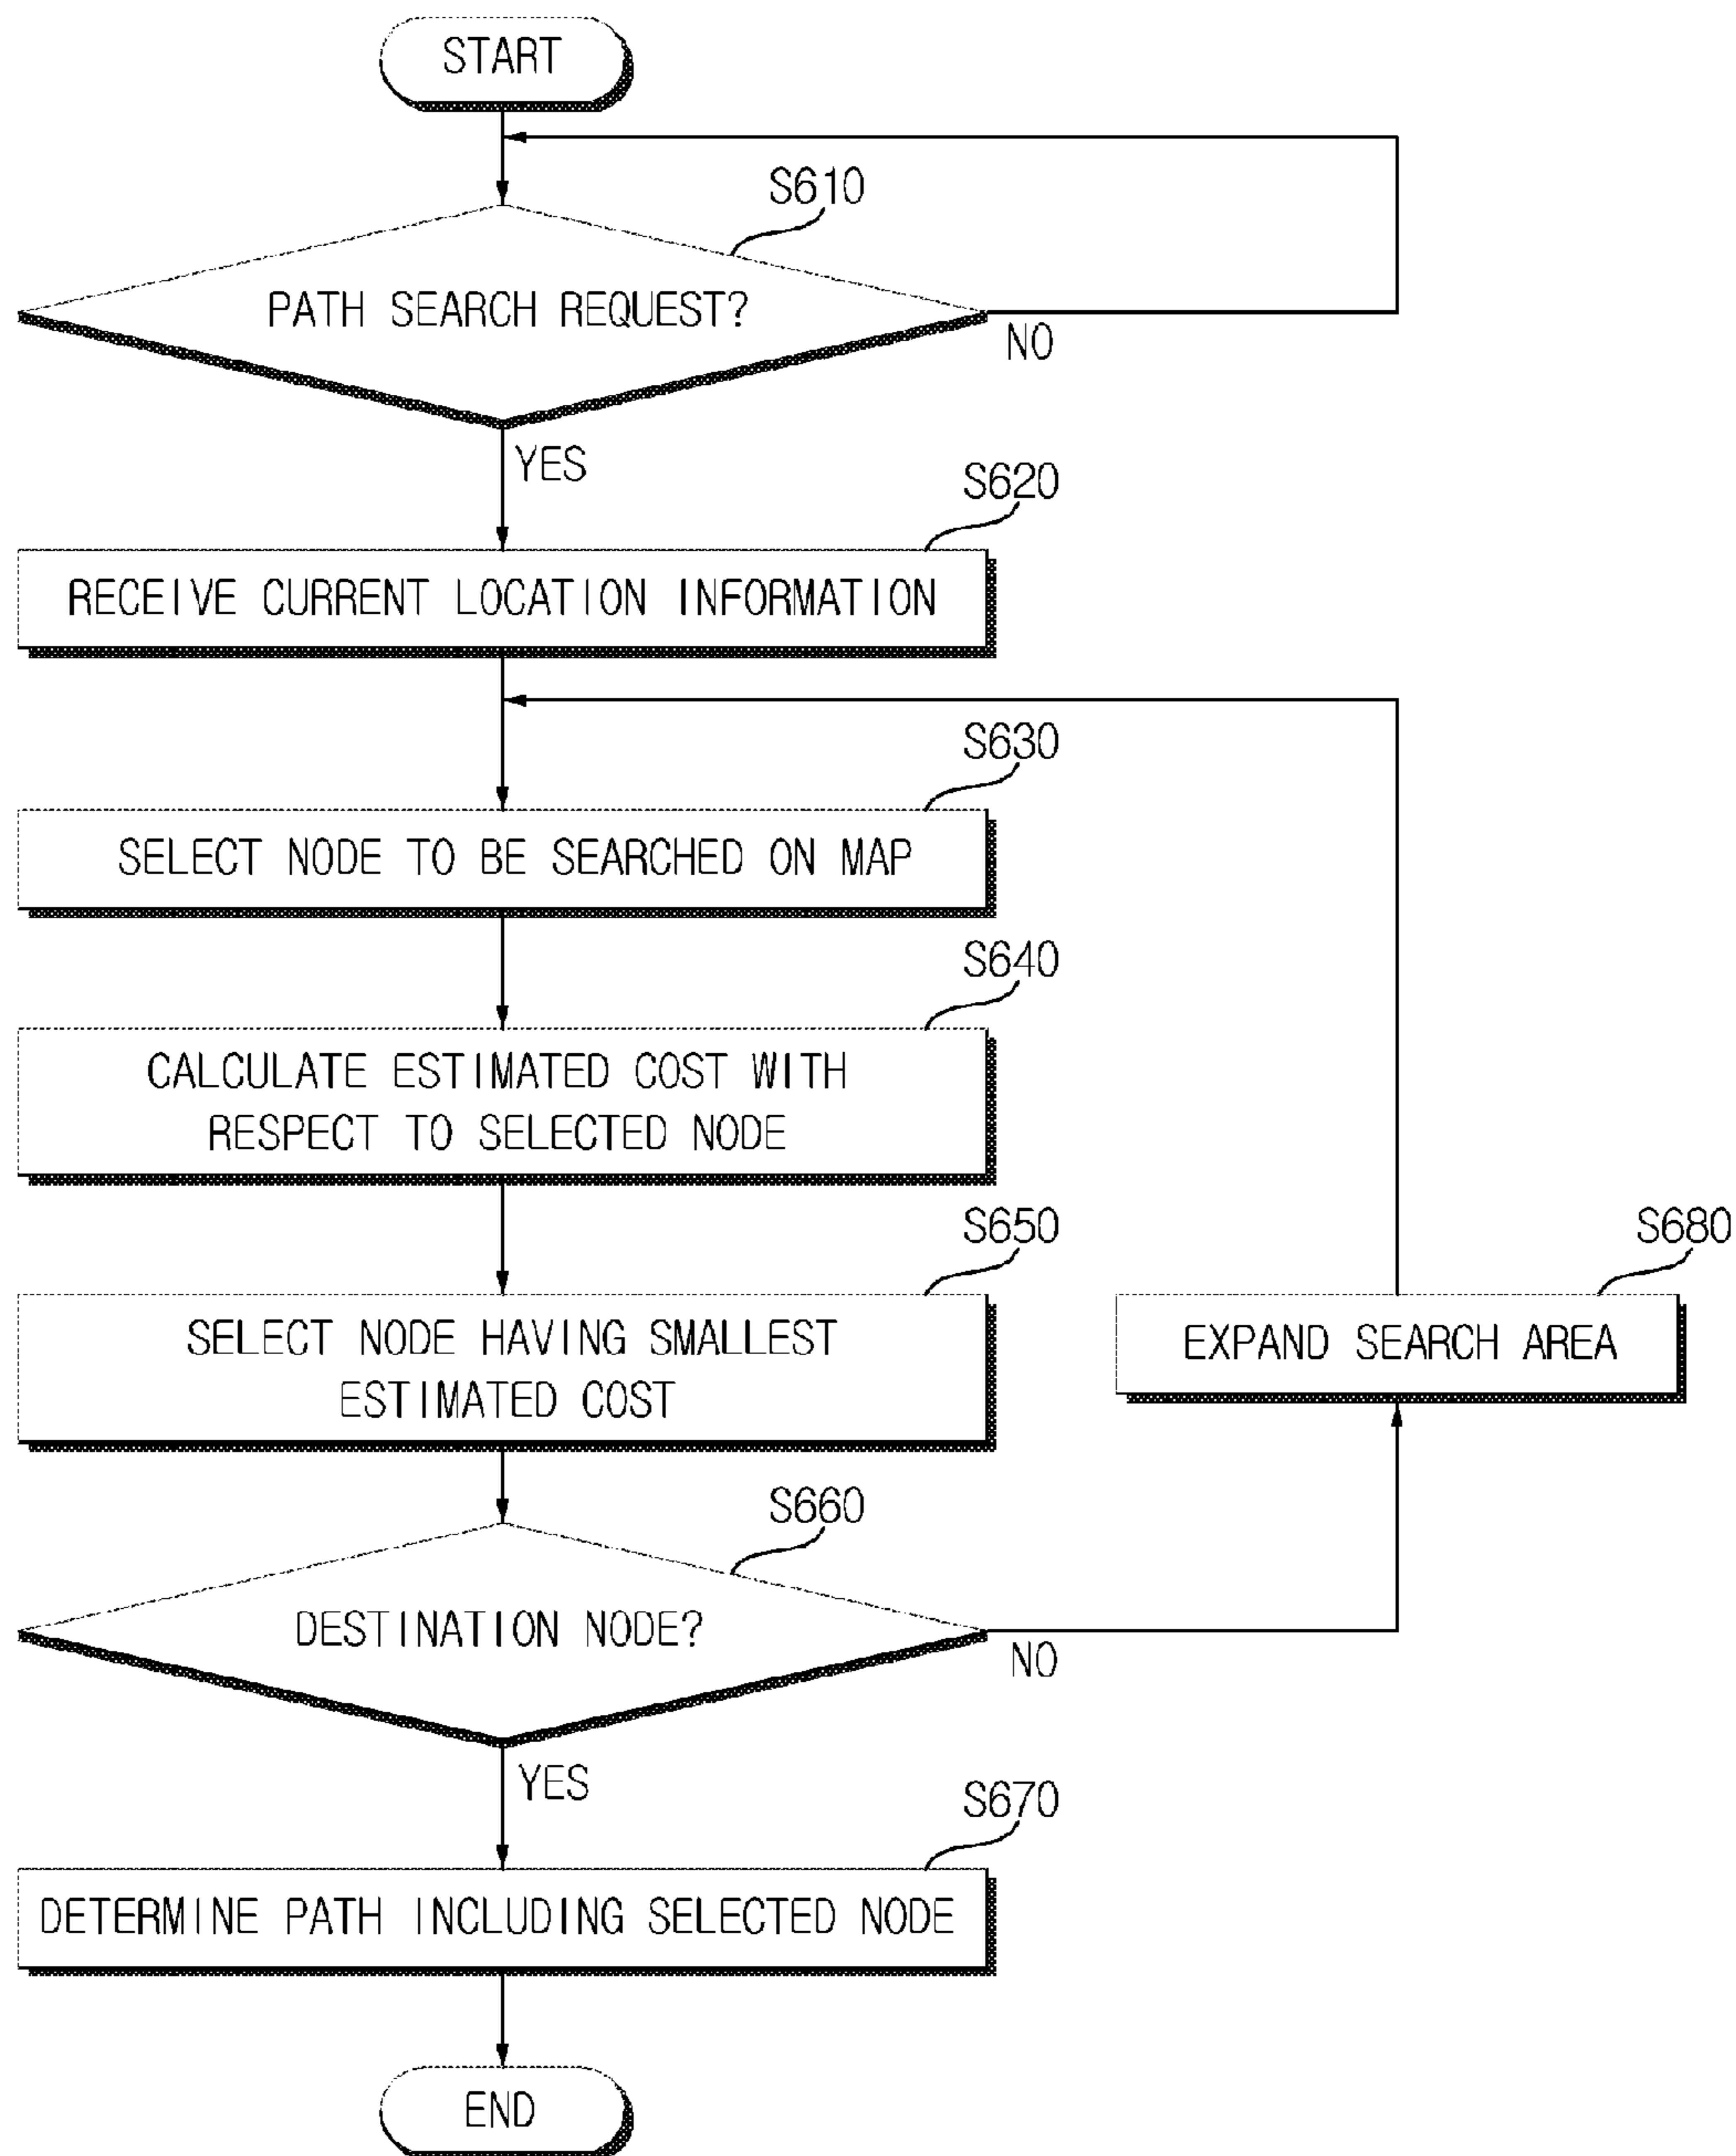 START
S610
PATH SEARCH REQUEST?
NO
YES
S620
RECEIVE CURRENT LOCATION INFORMATION
S630
SELECT NODE TO BE SEARCHED ON MAP
S640
CALCULATE ESTIMATED COST WITH
RESPECT TO SELECTED NODE
S650
SELECT NODE HAVING SMALLEST
ESTIMATED COST
S680
EXPAND SEARCH AREA
S660
DESTINATION NODE?
NO
YES
S670
DETERMINE PATH INCLUDING SELECTED NODE
END